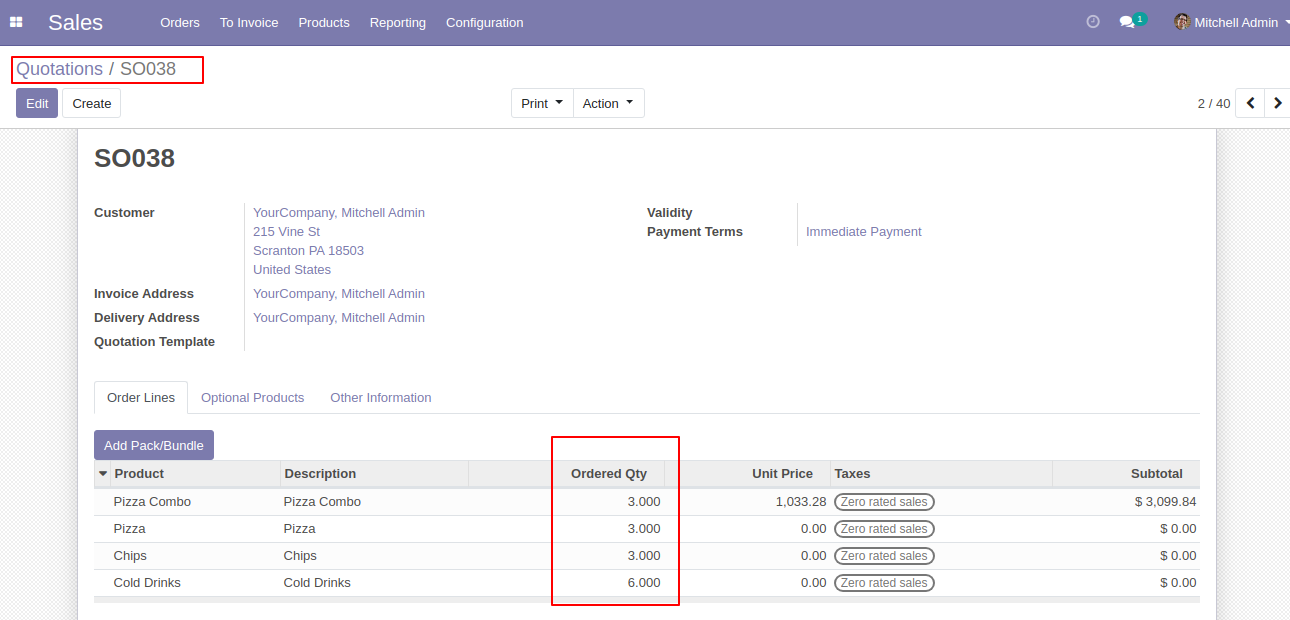 Sales Orders To Invoice Products Reporting Configuration 1 Mitchell Admin
Quotations / SO038
Edit Create Print Action 2 / 40
SO038
Customer YourCompany, Mitchell Admin Validity
215 Vine St Payment Terms Immediate Payment
Scranton PA 18503
United States
Invoice Address YourCompany, Mitchell Admin
Delivery Address YourCompany, Mitchell Admin
Quotation Template
Order Lines Optional Products Other Information
Add Pack/Bundle
Product Description Ordered Qty Unit Price Taxes Subtotal
Pizza Combo Pizza Combo 3.000 1,033.28 Zero rated sales $ 3,099.84
Pizza Pizza 3.000 0.00 Zero rated sales $ 0.00
Chips Chips 3.000 0.00 Zero rated sales $ 0.00
Cold Drinks Cold Drinks 6.000 0.00 Zero rated sales $ 0.00